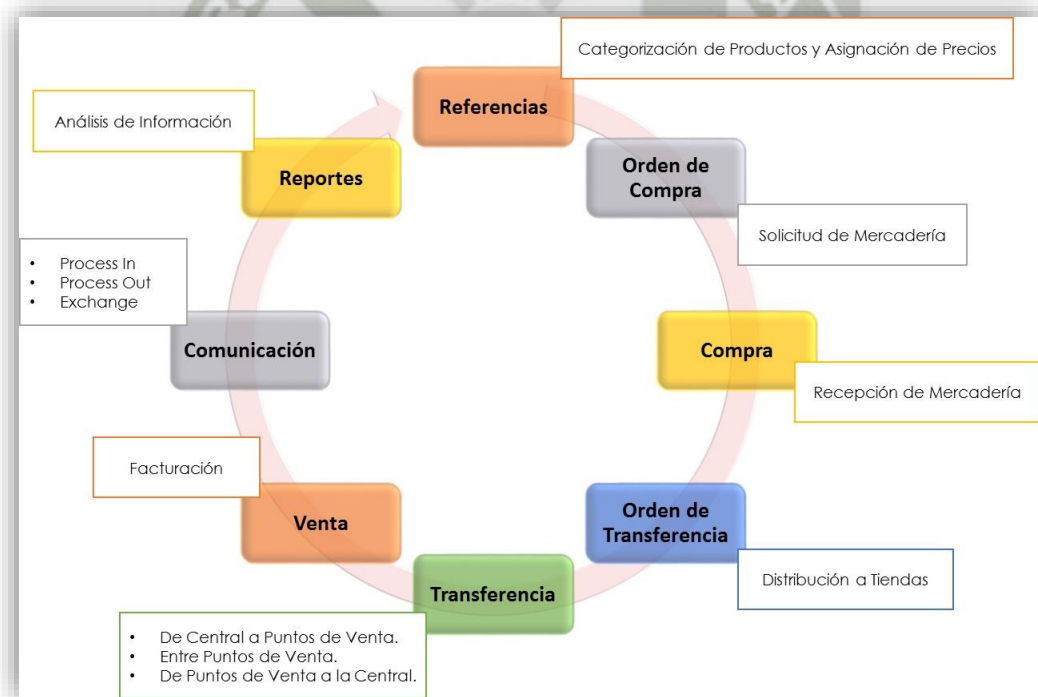 Categorización de Productos y Asignación de Precios
Referencias
Análisis de Información
Reportes
Orden de
Compra
Solicitud de Mercadería
• Process In
• Process Out
• Exchange
Comunicación
Compra
Recepción de Mercadería
Facturación
Venta
Orden de
Transferencia
Distribución a Tiendas
Transferencia
• De Central a Puntos de Venta.
• Entre Puntos de Venta.
• De Puntos de Venta a la Central.